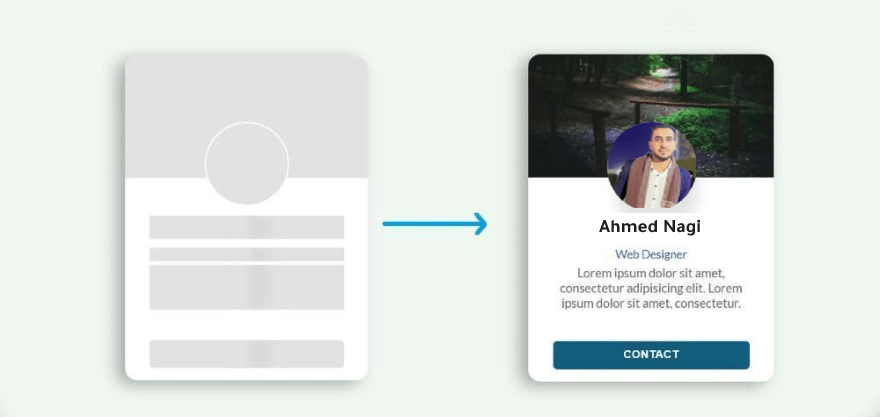 Ahmed Nagi
Web Designer
Lorem ipsum dolor sit amet,
consectetur adipisicing elit. Lorem
ipsum dolor sit amet, consectetur.
CONTACT